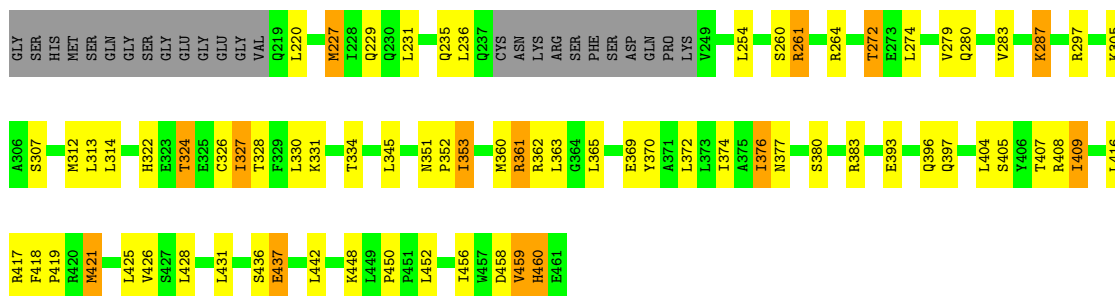 GLY SER HIS MET SER GLN GLY SER GLY GLU GLY GLU GLY VAL Q219 L220 M227 I228 Q229 Q230 L231 Q235 L236 Q237 CYS ASN LYS ARG SER PHE SER ASP GLN PRO LYS V249 L254 S260 R261 R264 T272 E273 L274 V279 Q280 V283 K287 R297 K305
A306 S307 M312 L313 L314 H322 E323 T324 E325 C326 I327 T328 F329 L330 K331 T334 L345 N351 P352 I353 M360 R361 R362 L363 G364 L365 E369 Y370 A371 L372 L373 I374 A375 I376 N377 S380 R383 E393 Q396 Q397 L404 S405 Y406 T407 R408 I409 L416
R417 F418 P419 R420 M421 L425 V426 S427 L428 L431 S436 E437 L442 K448 L449 P450 P451 L452 I456 W457 D458 V459 H460 E461